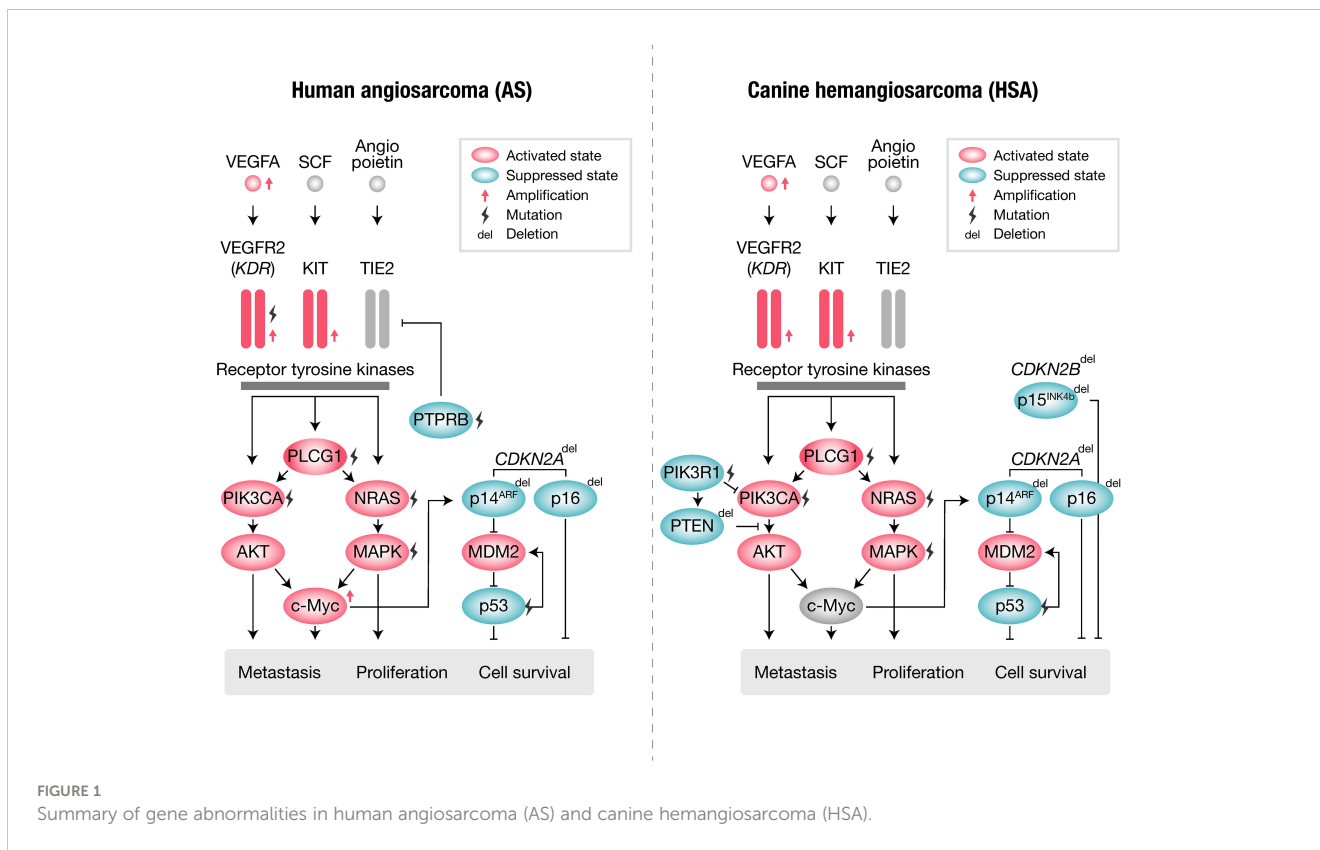 Human angiosarcoma (AS)
VEGFA
SCF
Angio
poietin
Activated state
Suppressed state
Amplification
Mutation
del Deletion
VEGFR2
(KDR)
KIT
TIE2
Receptor tyrosine kinases
PTPRB
PLCG1
PIK3CA
NRAS
AKT
MAPK
c-Myc
CDKN2A del
p14ARF del
p16 del
MDM2
p53
Metastasis Proliferation Cell survival
Canine hemangiosarcoma (HSA)
VEGFA
SCF
Angio
poietin
Activated state
Suppressed state
Amplification
Mutation
del Deletion
VEGFR2
(KDR)
KIT
TIE2
Receptor tyrosine kinases
CDKN2B del
p15INK4b del
PLCG1
PIK3R1
PIK3CA
NRAS
PTEN del
AKT
MAPK
c-Myc
CDKN2A del
p14ARF del
p16 del
MDM2
p53
Metastasis Proliferation Cell survival
FIGURE 1
Summary of gene abnormalities in human angiosarcoma (AS) and canine hemangiosarcoma (HSA).